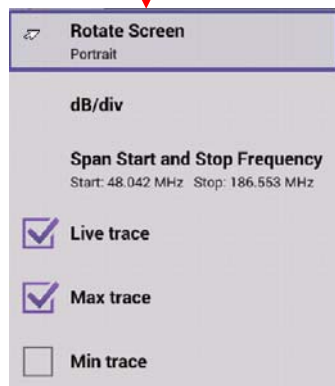 Rotate Screen
Portrait
dB/div
Span Start and Stop Frequency
Start: 48.042 MHz Stop: 186.553 MHz
Live trace
Max trace
Min trace